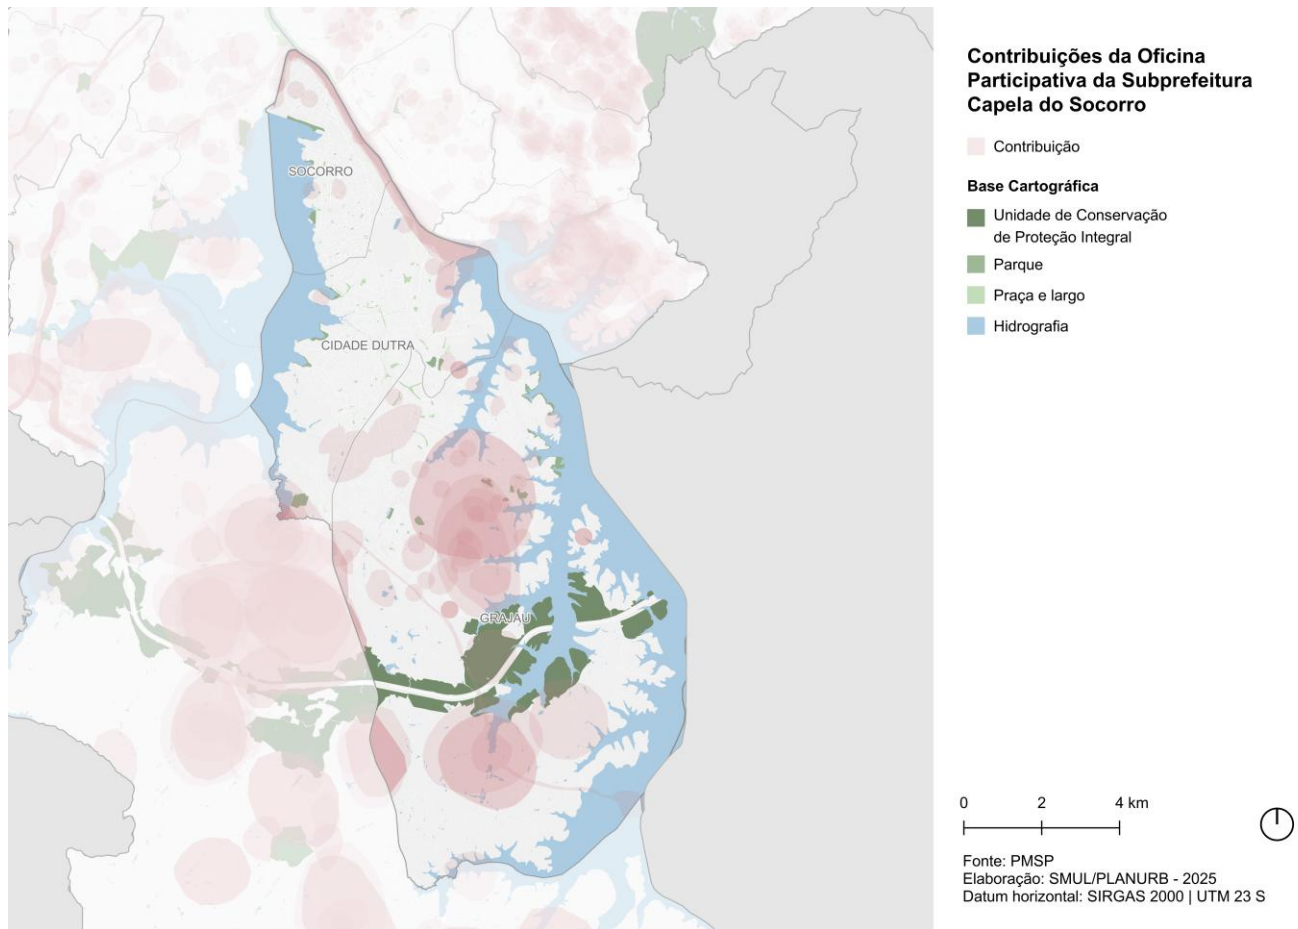 Contribuições da Oficina
Participativa da Subprefeitura
Capela do Socorro
Contribuição
Base Cartográfica
Unidade de Conservação
de Proteção Integral
Parque
Praça e largo
Hidrografia
SOCORRO
CIDADE DUTRA
GRAJAÚ
0 2 4 km
Fonte: PMSP
Elaboração: SMUL/PLANURB - 2025
Datum horizontal: SIRGAS 2000 | UTM 23 S